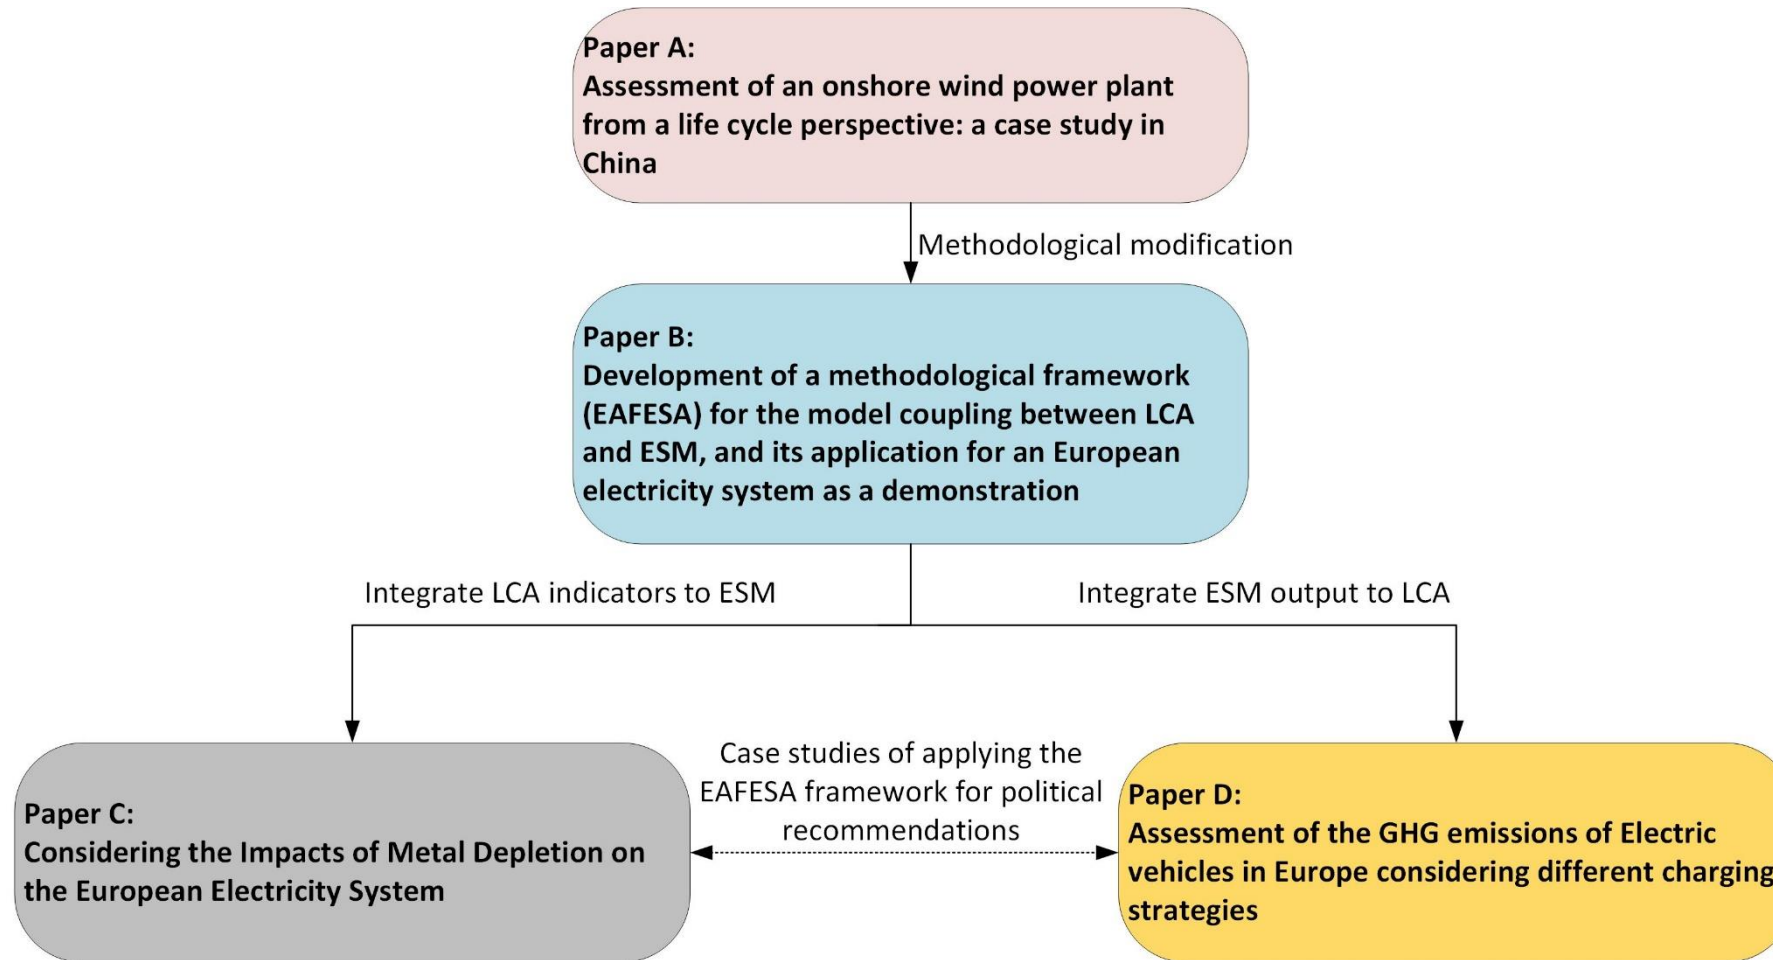 Paper A:
Assessment of an onshore wind power plant
from a life cycle perspective: a case study in
China
Methodological modification
Paper B:
Development of a methodological framework
(EAFESA) for the model coupling between LCA
and ESM, and its application for an European
electricity system as a demonstration
Integrate LCA indicators to ESM
Integrate ESM output to LCA
Paper C:
Considering the Impacts of Metal Depletion on
the European Electricity System
Case studies of applying the
EAFESA framework for political
recommendations
Paper D:
Assessment of the GHG emissions of Electric
vehicles in Europe considering different charging
strategies